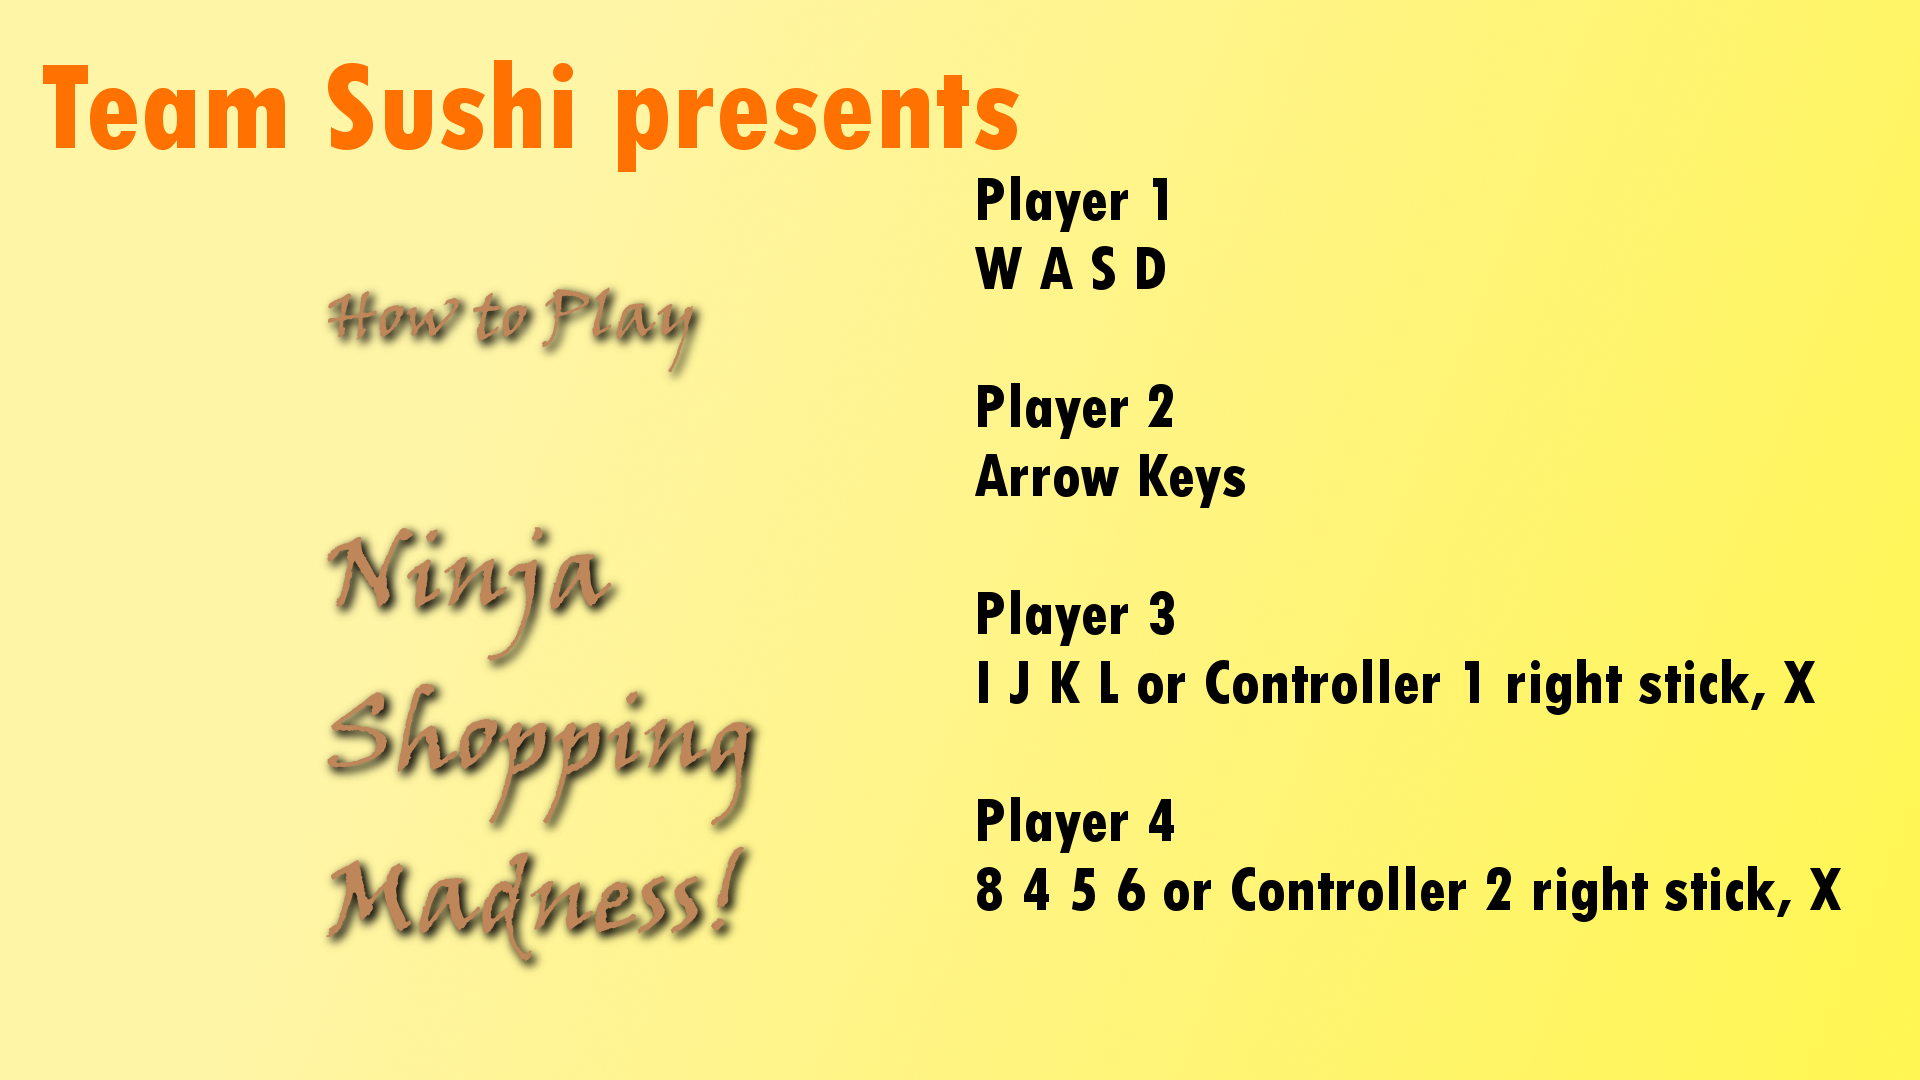 Team Sushi presents
How to Play
Ninja
Shopping
Madness!
Player 1
W A S D
Player 2
Arrow Keys
Player 3
I J K L or Controller 1 right stick, X
Player 4
8 4 5 6 or Controller 2 right stick, X